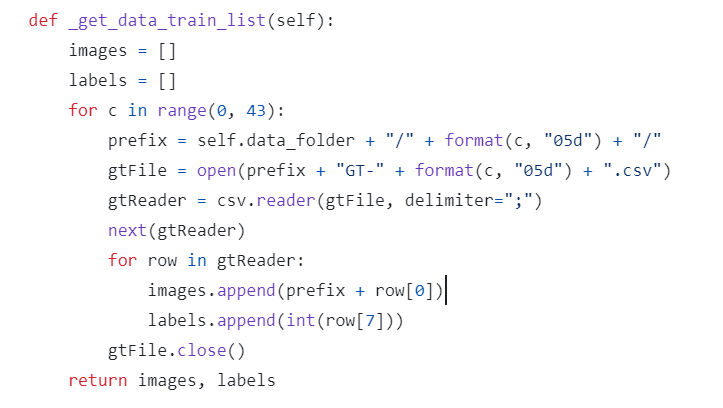 def _get_data_train_list(self):
    images = []
    labels = []
    for c in range(0, 43):
        prefix = self.data_folder + "/" + format(c, "05d") + "/"
        gtFile = open(prefix + "GT-" + format(c, "05d") + ".csv")
        gtReader = csv.reader(gtFile, delimiter=";")
        next(gtReader)
        for row in gtReader:
            images.append(prefix + row[0])
            labels.append(int(row[7]))
        gtFile.close()
    return images, labels